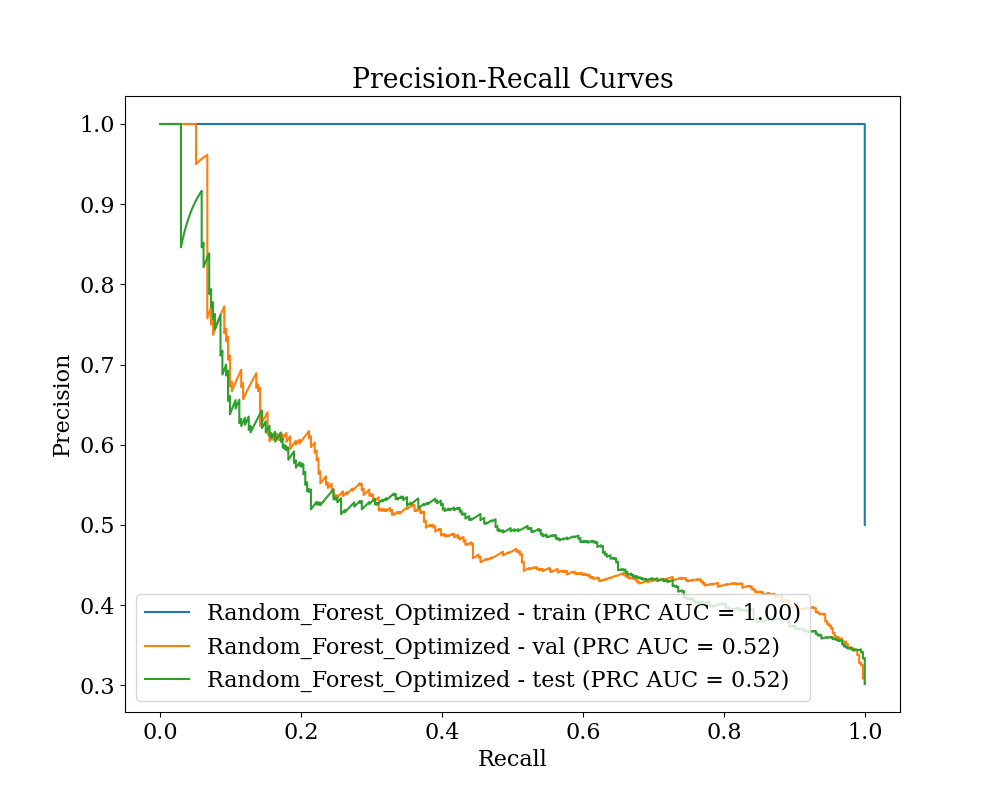 Precision-Recall Curves
Precision
1.0
0.9
0.8
0.7
0.6
0.5
0.4
0.3
Random_Forest_Optimized - train (PRC AUC = 1.00)
Random_Forest_Optimized - val (PRC AUC = 0.52)
Random_Forest_Optimized - test (PRC AUC = 0.52)
0.0 0.2 0.4 0.6 0.8 1.0
Recall